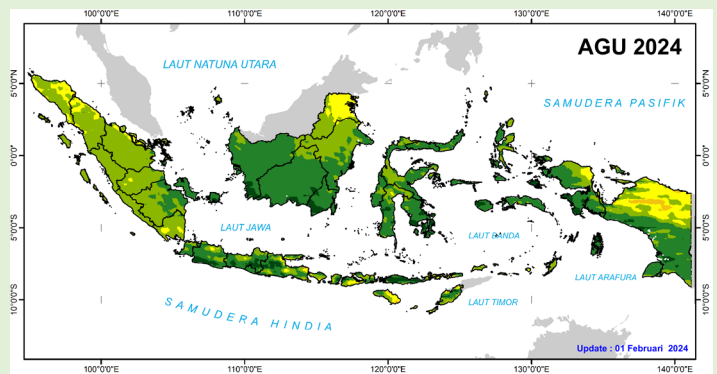 100°0'0"E 110°0'0"E 120°0'0"E 130°0'0"E 140°0'0"E
AGU 2024
LAUT NATUNA UTARA
5°0'0"N 5°0'0"N
SAMUDERA PASIFIK
0°0'0" 0°0'0"
LAUT JAWA
LAUT BANDA
5°0'0"S 5°0'0"S
LAUT ARAFURA
SAMUDERA HINDIA
LAUT TIMOR
10°0'0"S 10°0'0"S
Update : 01 Februari 2024
100°0'0"E 110°0'0"E 120°0'0"E 130°0'0"E 140°0'0"E